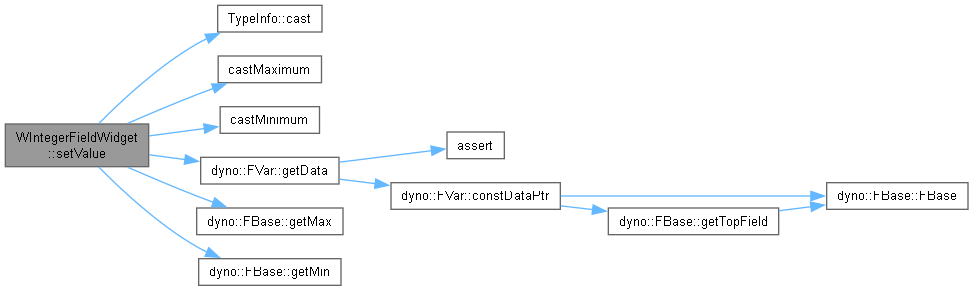 TypeInfo::cast
castMaximum
castMinimum
WIntegerFieldWidget
::setValue
assert
dyno::FVar::getData
dyno::FVar::constDataPtr
dyno::FBase::FBase
dyno::FBase::getMax
dyno::FBase::getTopField
dyno::FBase::getMin